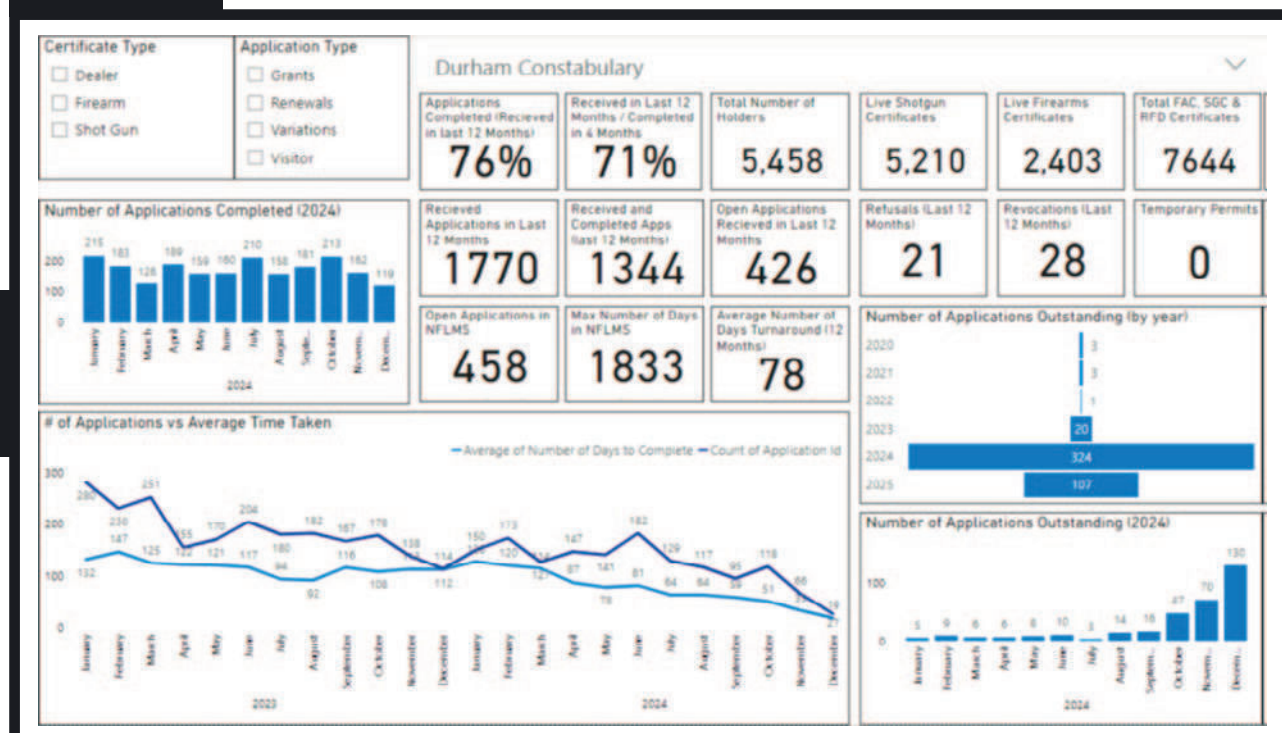 Certificate Type
Dealer
Firearm
Shot Gun
Application Type
Grants
Renewals
Variations
Visitor
Durham Constabulary
Applications
Completed (Recieved
in last 12 Months)
76%
Received in Last 12
Months / Completed
in 4 Months
71%
Total Number of
Holders
5,458
Live Shotgun
Certificates
5,210
Live Firearms
Certificates
2,403
Total FAC, SGC &
RFD Certificates
7644
Number of Applications Completed (2024)
215 183 128 189 159 160 210 158 181 213 162 119
200
100
0
January February March April May June July August Septe... October Novem... Decem...
2024
Recieved
Applications in Last
12 Months
1770
Received and
Completed Apps
(last 12 Months)
1344
Open Applications
Recieved in Last 12
Months
426
Refusals (Last 12
Months)
21
Revocations (Last
12 Months)
28
Temporary Permits
0
Open Applications in
NFLMS
458
Max Number of Days
in NFLMS
1833
Average Number of
Days Turnaround (12
Months)
78
Number of Applications Outstanding (by year)
2020 3
2021 3
2022 1
2023 20
2024 324
2025 107
# of Applications vs Average Time Taken
Average of Number of Days to Complete Count of Application Id
300
200
100
0
280 230 251 155 170 204 180 182 167 178 138 114 150 173 114 147 141 182 129 117 95 118 66 27
132 147 125 122 121 117 94 92 116 108 112 120 127 87 78 81 64 64 59 51 19
January February March April May June July August September October November December January February March April May June July August September October November December
2023 2024
Number of Applications Outstanding (2024)
100
0
5 9 6 6 8 10 3 14 16 47 70 130
January February March April May June July August Septem... October Novem... Decem...
2024